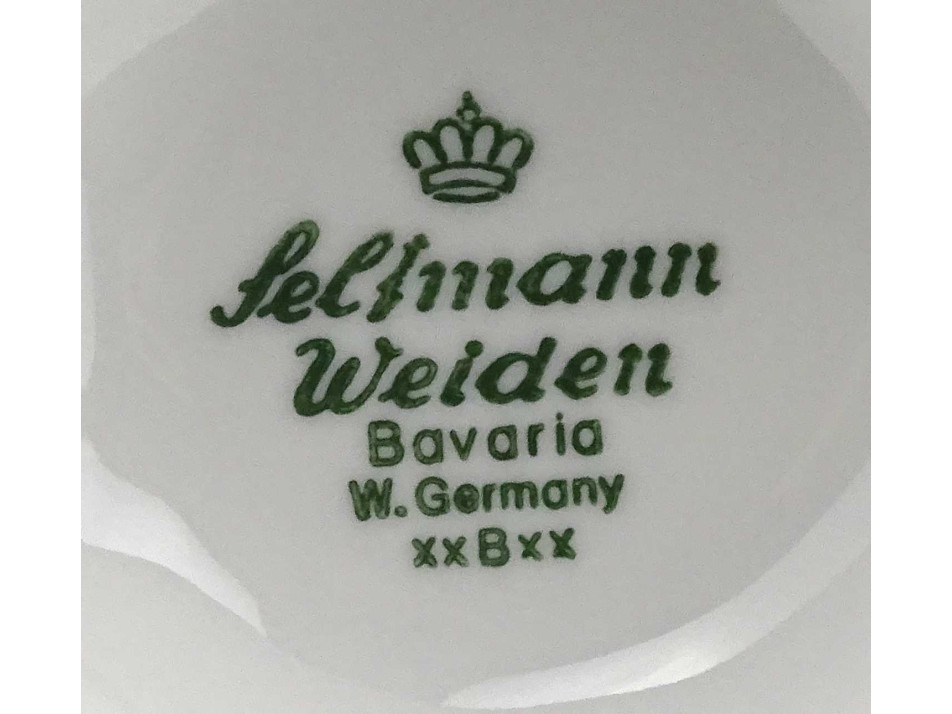 Seltmann
Weiden
Bavaria
W. Germany
xxBxx